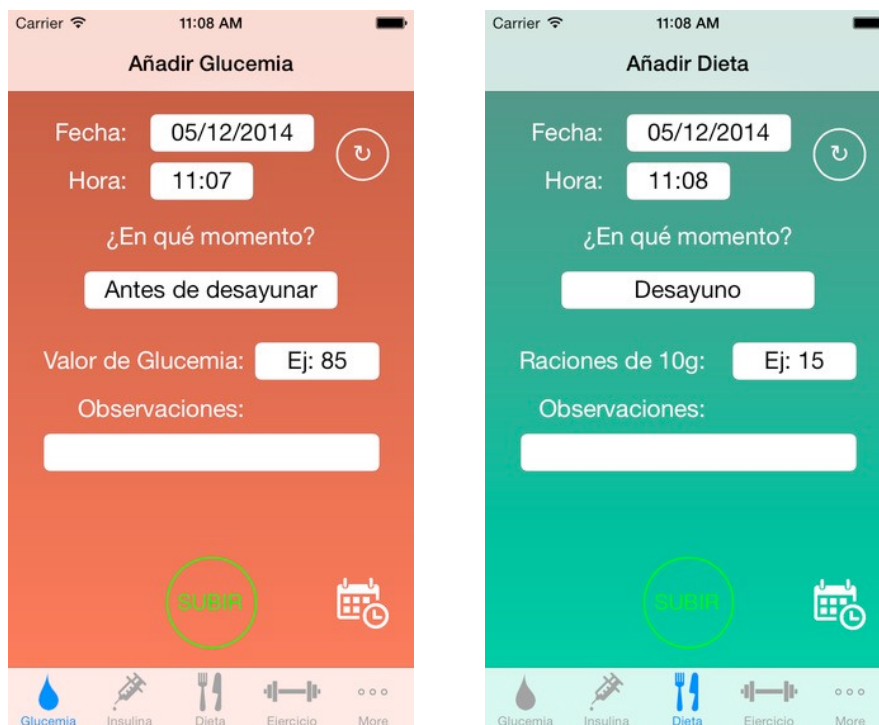 Carrier 11:08 AM
Añadir Glucemia
Fecha: 05/12/2014
Hora: 11:07
¿En qué momento?
Antes de desayunar
Valor de Glucemia: Ej: 85
Observaciones:
SUBIR
Glucemia Insulina Dieta Ejercicio More
Carrier 11:08 AM
Añadir Dieta
Fecha: 05/12/2014
Hora: 11:08
¿En qué momento?
Desayuno
Raciones de 10g: Ej: 15
Observaciones:
SUBIR
Glucemia Insulina Dieta Ejercicio More